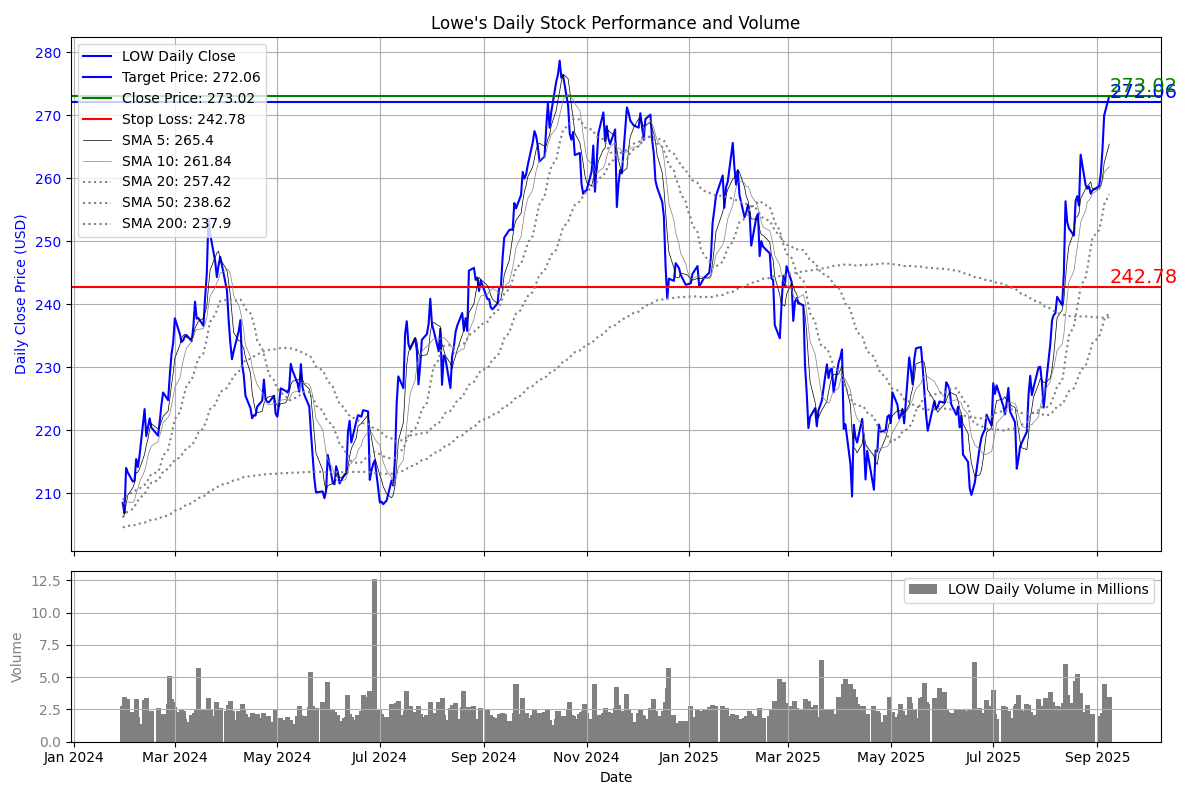 Lowe's Daily Stock Performance and Volume
280
270
260
250
240
230
220
210
Daily Close Price (USD)
LOW Daily Close
Target Price: 272.06
Close Price: 273.02
Stop Loss: 242.78
SMA 5: 265.4
SMA 10: 261.84
SMA 20: 257.42
SMA 50: 238.62
SMA 200: 237.9
273.02
272.06
242.78
12.5
10.0
7.5
5.0
2.5
0.0
Volume
LOW Daily Volume in Millions
Jan 2024 Mar 2024 May 2024 Jul 2024 Sep 2024 Nov 2024 Jan 2025 Mar 2025 May 2025 Jul 2025 Sep 2025
Date